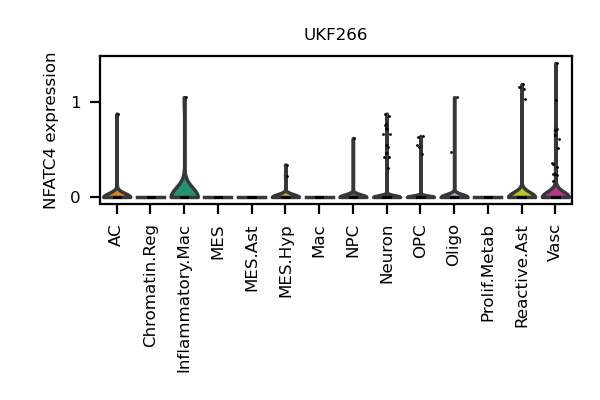 UKF266
NFATC4 expression
1
0
AC
Chromatin.Reg
Inflammatory.Mac
MES
MES.Ast
MES.Hyp
Mac
NPC
Neuron
OPC
Oligo
Prolif.Metab
Reactive.Ast
Vasc